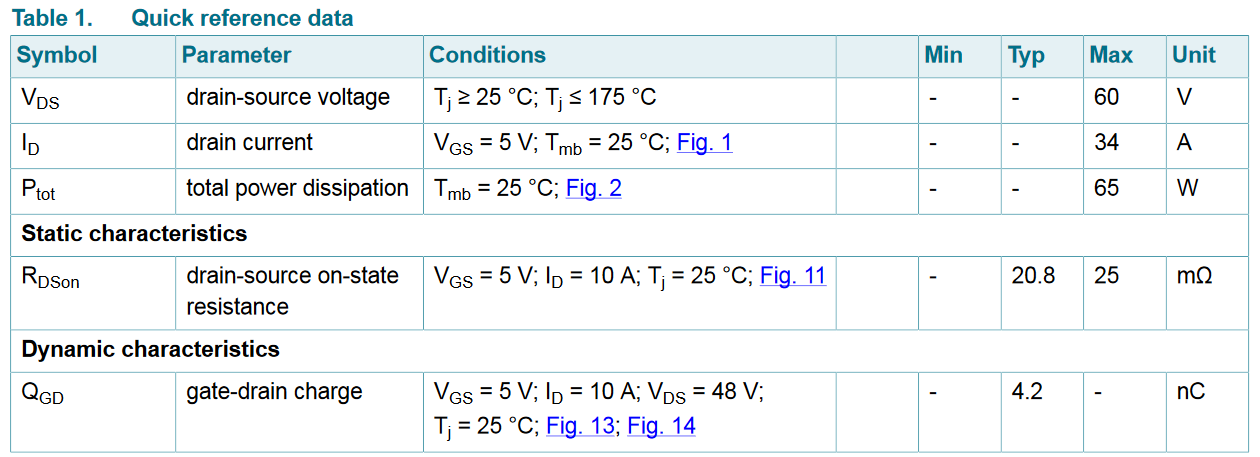 Table 1. Quick reference data
Symbol Parameter Conditions Min Typ Max Unit
VDS drain-source voltage Tj ≥ 25 °C; Tj ≤ 175 °C - - 60 V
ID drain current VGS = 5 V; Tmb = 25 °C; Fig. 1 - - 34 A
Ptot total power dissipation Tmb = 25 °C; Fig. 2 - - 65 W
Static characteristics
RDSon drain-source on-state resistance VGS = 5 V; ID = 10 A; Tj = 25 °C; Fig. 11 - 20.8 25 mΩ
Dynamic characteristics
QGD gate-drain charge VGS = 5 V; ID = 10 A; VDS = 48 V; - 4.2 - nC
Tj = 25 °C; Fig. 13; Fig. 14